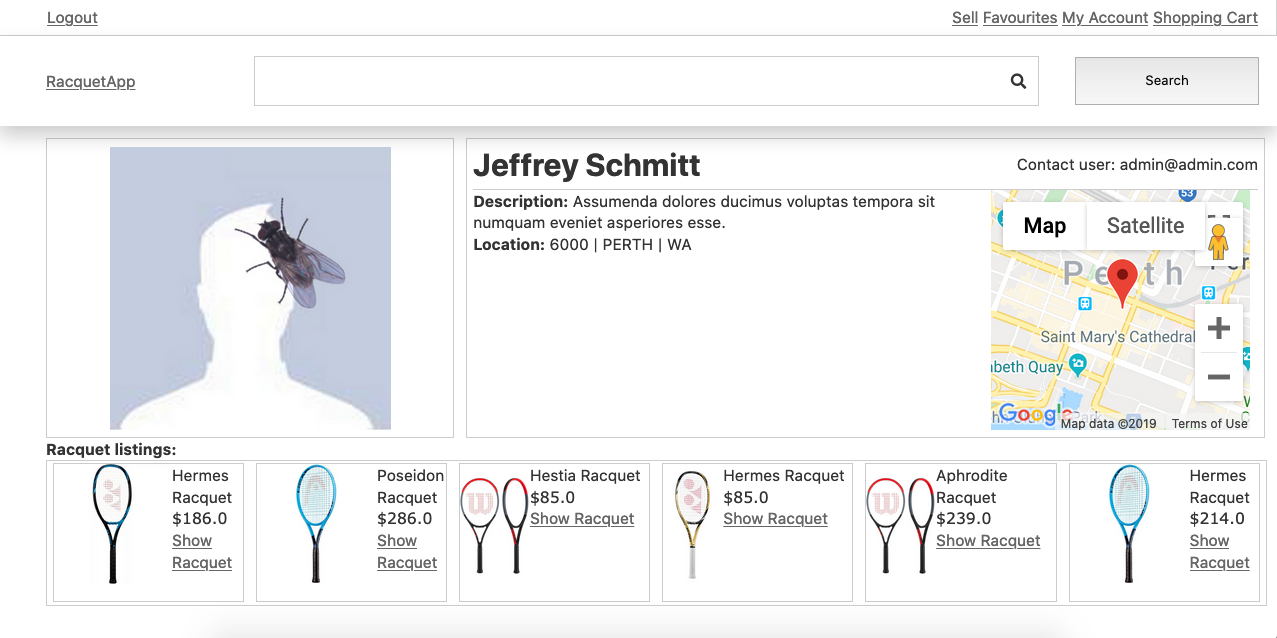 Logout
Sell Favourites My Account Shopping Cart
RacquetApp
Search
Jeffrey Schmitt
Contact user: admin@admin.com
Description: Assumenda dolores ducimus voluptas tempora sit
numquam eveniet asperiores esse.
Location: 6000 | PERTH | WA
53
Map
Satellite
Perth
Saint Mary's Cathedral
abeth Quay
Google
Map data ©2019
Terms of Use
Racquet listings:
Hermes
Racquet
$186.0
Show
Racquet
Poseidon
Racquet
$286.0
Show
Racquet
Hestia Racquet
$85.0
Show Racquet
Hermes Racquet
$85.0
Show Racquet
Aphrodite
Racquet
$239.0
Show Racquet
Hermes
Racquet
$214.0
Show
Racquet